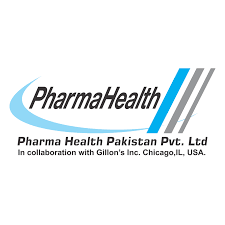 PharmaHealth
Pharma Health Pakistan Pvt. Ltd
In collaboration with Gillon's Inc. Chicago,IL, USA.